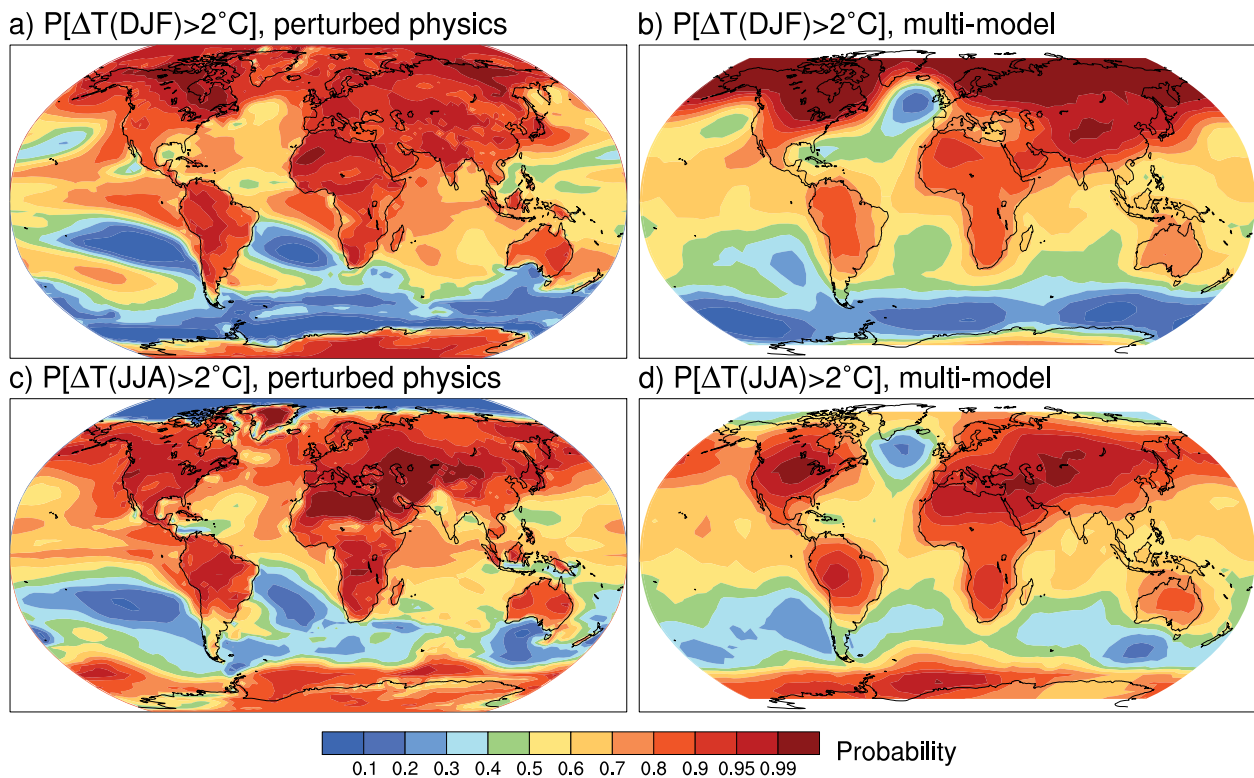 a) P[ΔT(DJF)>2°C], perturbed physics
b) P[ΔT(DJF)>2°C], multi-model
c) P[ΔT(JJA)>2°C], perturbed physics
d) P[ΔT(JJA)>2°C], multi-model
0.1 0.2 0.3 0.4 0.5 0.6 0.7 0.8 0.9 0.95 0.99
Probability